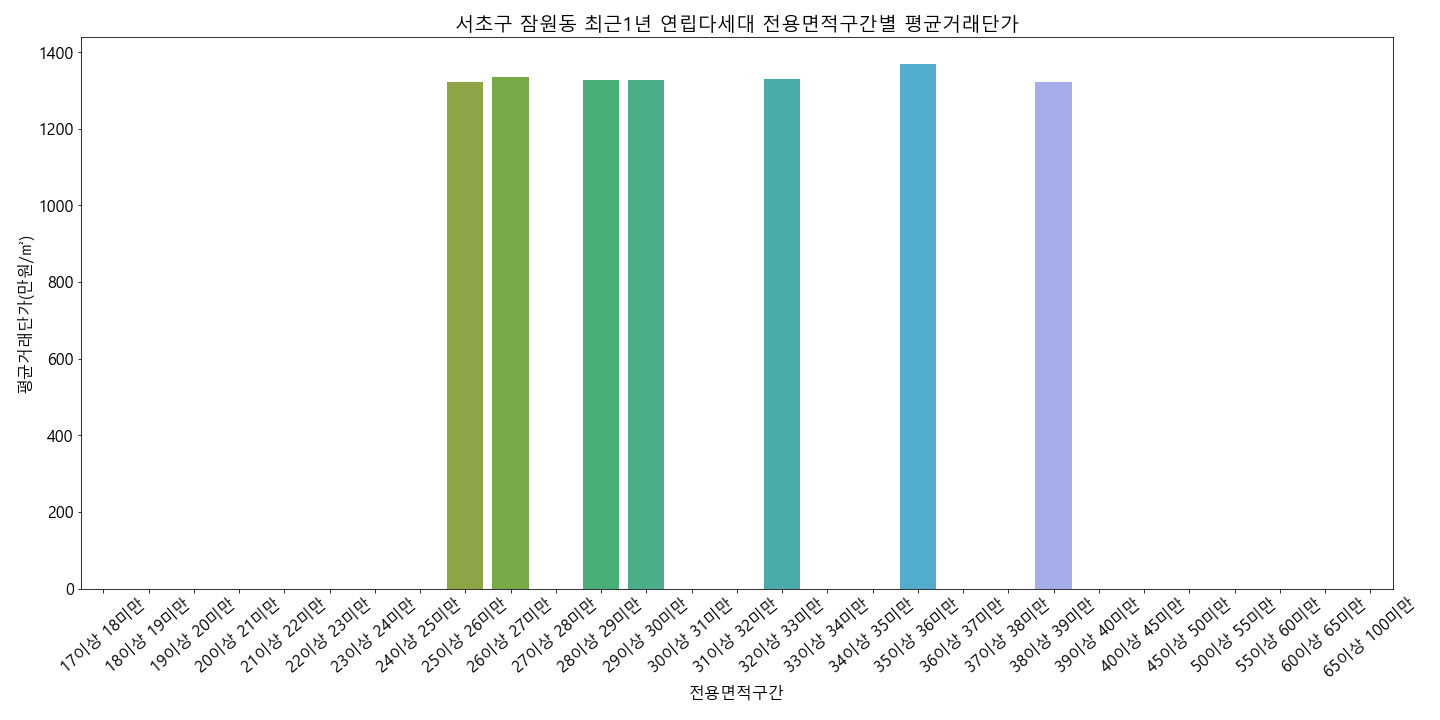 서초구 잠원동 최근1년 연립다세대 전용면적구간별 평균거래단가
평균거래단가(만원/㎡)
1400
1200
1000
800
600
400
200
0
17이상 18미만
18이상 19미만
19이상 20미만
20이상 21미만
21이상 22미만
22이상 23미만
23이상 24미만
24이상 25미만
25이상 26미만
26이상 27미만
27이상 28미만
28이상 29미만
29이상 30미만
30이상 31미만
31이상 32미만
32이상 33미만
33이상 34미만
34이상 35미만
35이상 36미만
36이상 37미만
37이상 38미만
38이상 39미만
39이상 40미만
40이상 45미만
45이상 50미만
50이상 55미만
55이상 60미만
60이상 65미만
65이상 100미만
전용면적구간